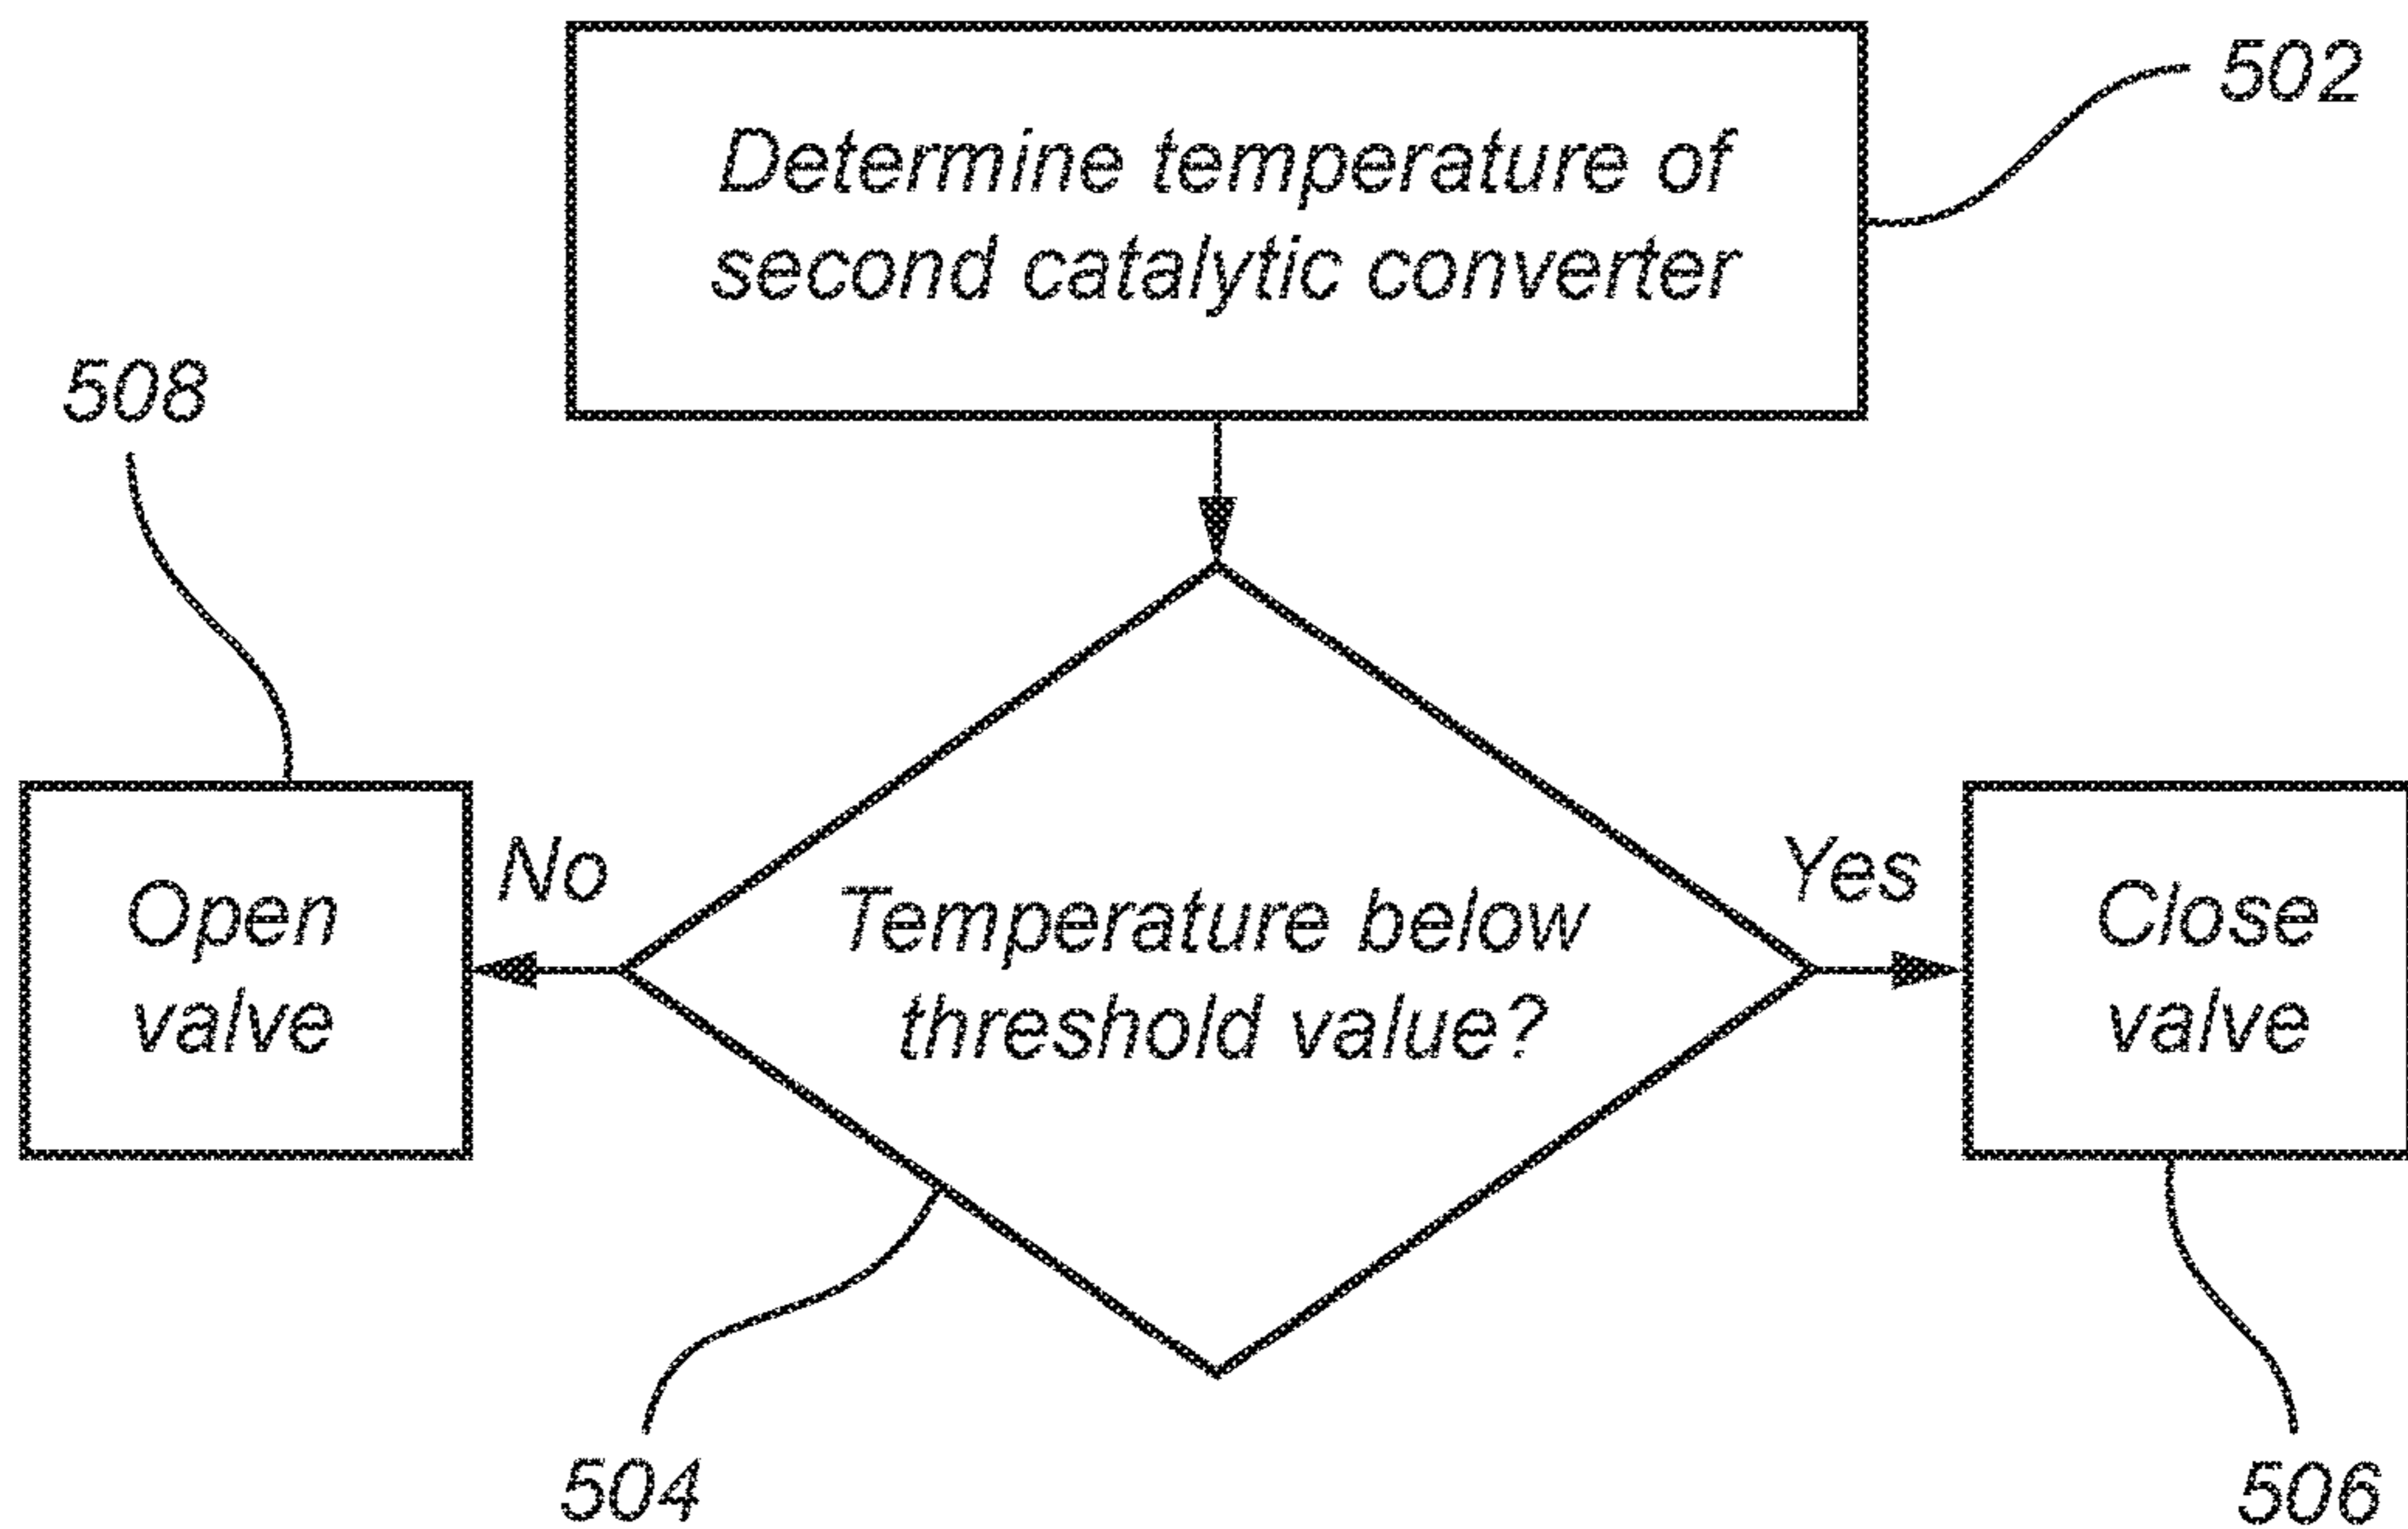 502
Determine temperature of
second catalytic converter
508
No
Yes
Open
valve
Temperature below
threshold value?
Close
valve
504
506